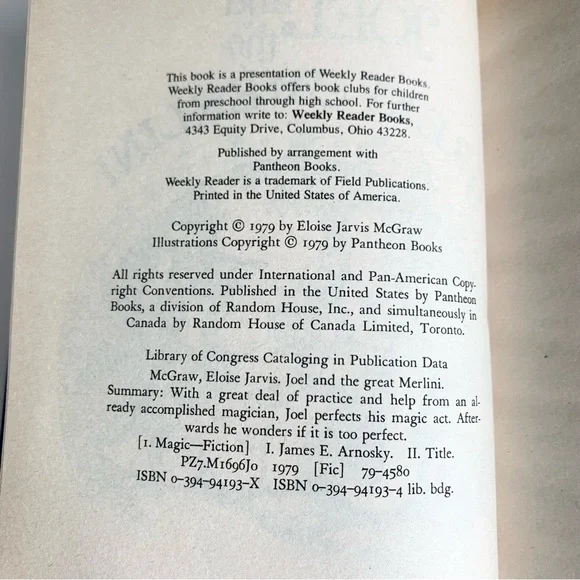 This book is a presentation of Weekly Reader Books.
Weekly Reader Books offers book clubs for children
from preschool through high school. For further
information write to: Weekly Reader Books,
4343 Equity Drive, Columbus, Ohio 43228.
Published by arrangement with
Pantheon Books.
Weekly Reader is a trademark of Field Publications.
Printed in the United States of America.
Copyright © 1979 by Eloise Jarvis McGraw
Illustrations Copyright © 1979 by Pantheon Books
All rights reserved under International and Pan-American Copy-
right Conventions. Published in the United States by Pantheon
Books, a division of Random House, Inc., and simultaneously in
Canada by Random House of Canada Limited, Toronto.
Library of Congress Cataloging in Publication Data
McGraw, Eloise Jarvis. Joel and the great Merlini.
Summary: With a great deal of practice and help from an al-
ready accomplished magician, Joel perfects his magic act. After-
wards he wonders if it is too perfect.
[1. Magic—Fiction] I. James E. Arnosky. II. Title.
PZ7.M1696Jo 1979 [Fic] 79-4580
ISBN 0-394-94193-X ISBN 0-394-94193-4 lib. bdg.